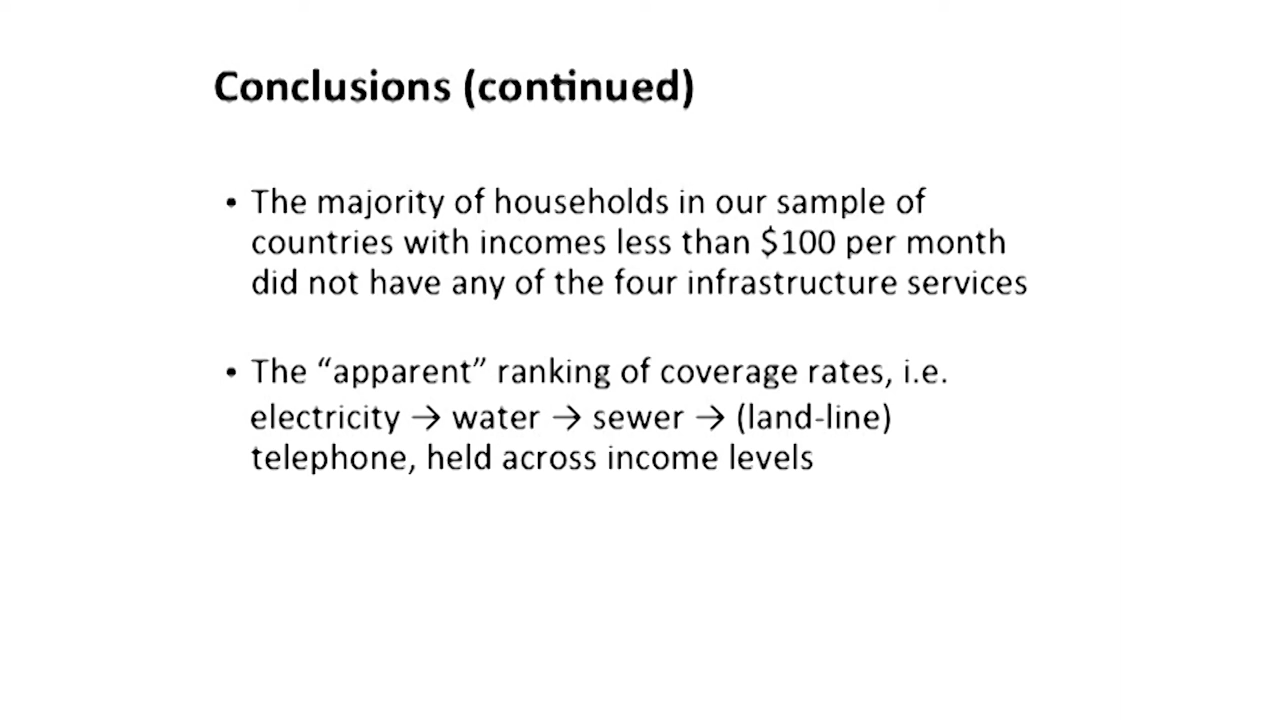 Conclusions (continued)
• The majority of households in our sample of
countries with incomes less than $100 per month
did not have any of the four infrastructure services
• The “apparent” ranking of coverage rates, i.e.
electricity → water → sewer → (land-line)
telephone, held across income levels